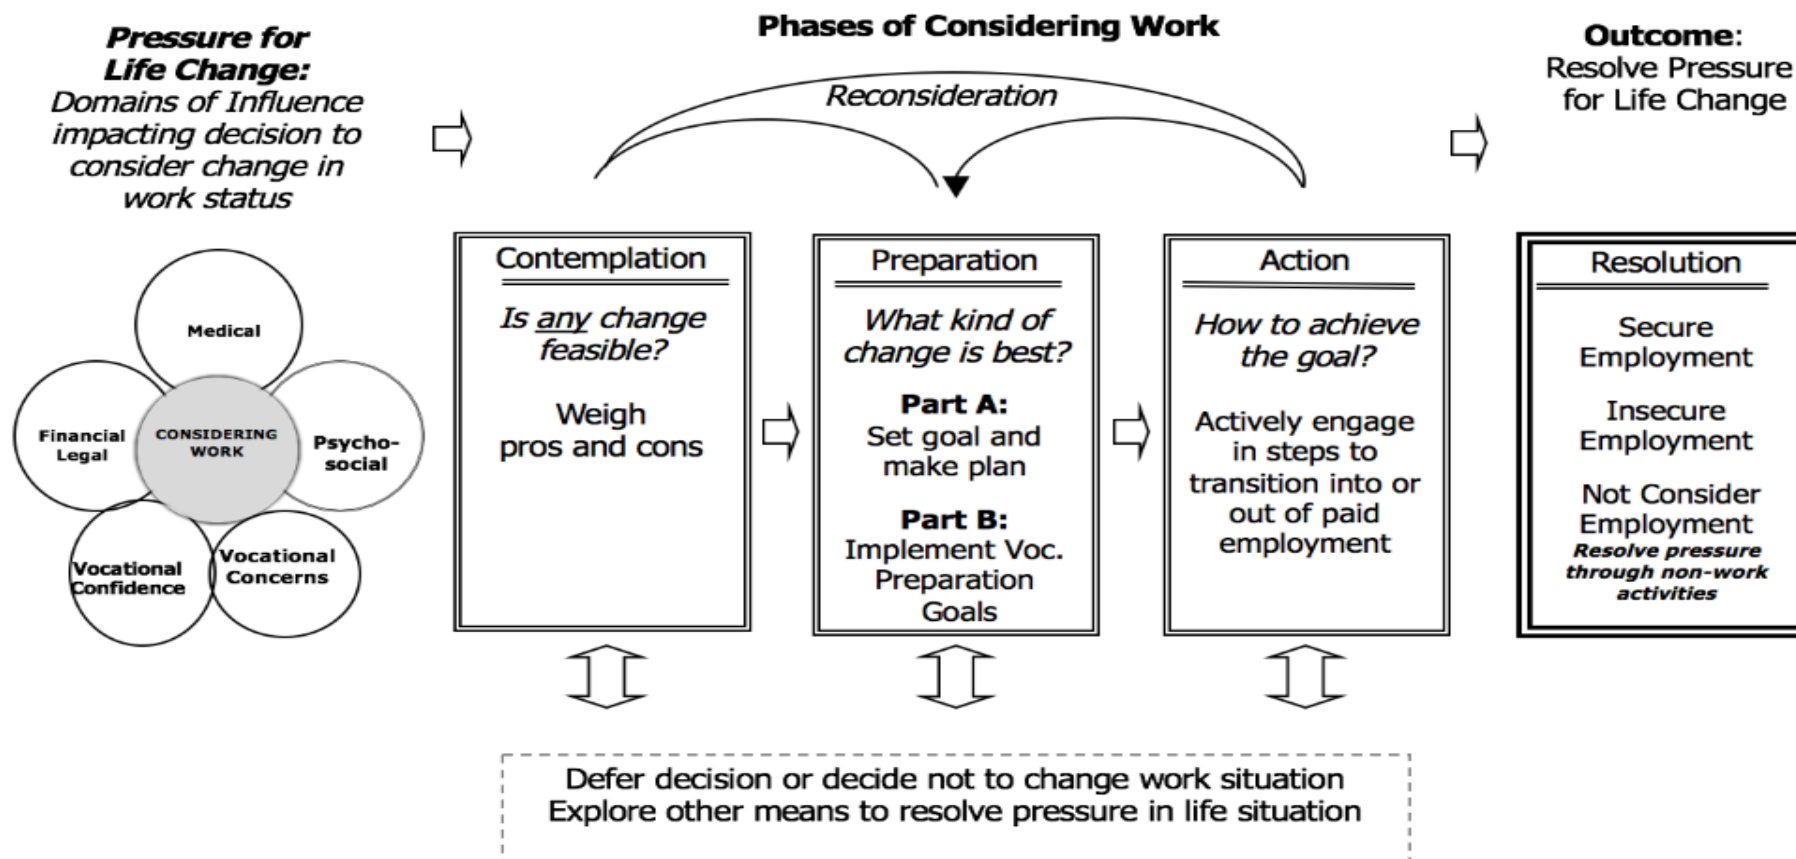 Pressure for
Life Change:
Domains of Influence
impacting decision to
consider change in
work status
Phases of Considering Work
Reconsideration
Outcome:
Resolve Pressure
for Life Change
Medical
Financial
Legal
CONSIDERING
WORK
Psycho-
social
Vocational
Confidence
Vocational
Concerns
Contemplation
Is any change
feasible?
Weigh
pros and cons
Preparation
What kind of
change is best?
Part A:
Set goal and
make plan
Part B:
Implement Voc.
Preparation
Goals
Action
How to achieve
the goal?
Actively engage
in steps to
transition into or
out of paid
employment
Resolution
Secure
Employment
Insecure
Employment
Not Consider
Employment
Resolve pressure
through non-work
activities
Defer decision or decide not to change work situation
Explore other means to resolve pressure in life situation